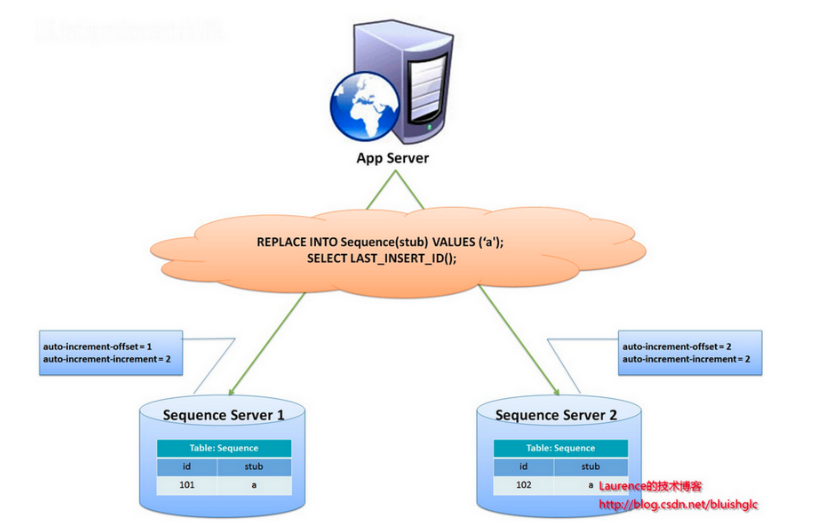 App Server
REPLACE INTO Sequence(stub) VALUES (‘a’);
SELECT LAST_INSERT_ID();
auto-increment-offset = 1
auto-increment-increment = 2
auto-increment-offset = 2
auto-increment-increment = 2
Sequence Server 1
Table: Sequence
id stub
101 a
Sequence Server 2
Table: Sequence
id stub
102 a
Laurence的技术博客
http://blog.csdn.net/bluishglc